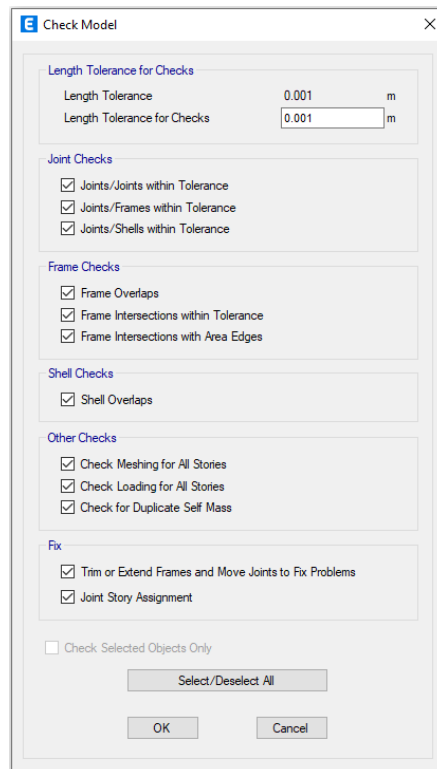 E Check Model
Length Tolerance for Checks
Length Tolerance 0.001 m
Length Tolerance for Checks 0.001 m
Joint Checks
Joints/Joints within Tolerance
Joints/Frames within Tolerance
Joints/Shells within Tolerance
Frame Checks
Frame Overlaps
Frame Intersections within Tolerance
Frame Intersections with Area Edges
Shell Checks
Shell Overlaps
Other Checks
Check Meshing for All Stories
Check Loading for All Stories
Check for Duplicate Self Mass
Fix
Trim or Extend Frames and Move Joints to Fix Problems
Joint Story Assignment
Check Selected Objects Only
Select/Deselect All
OK Cancel